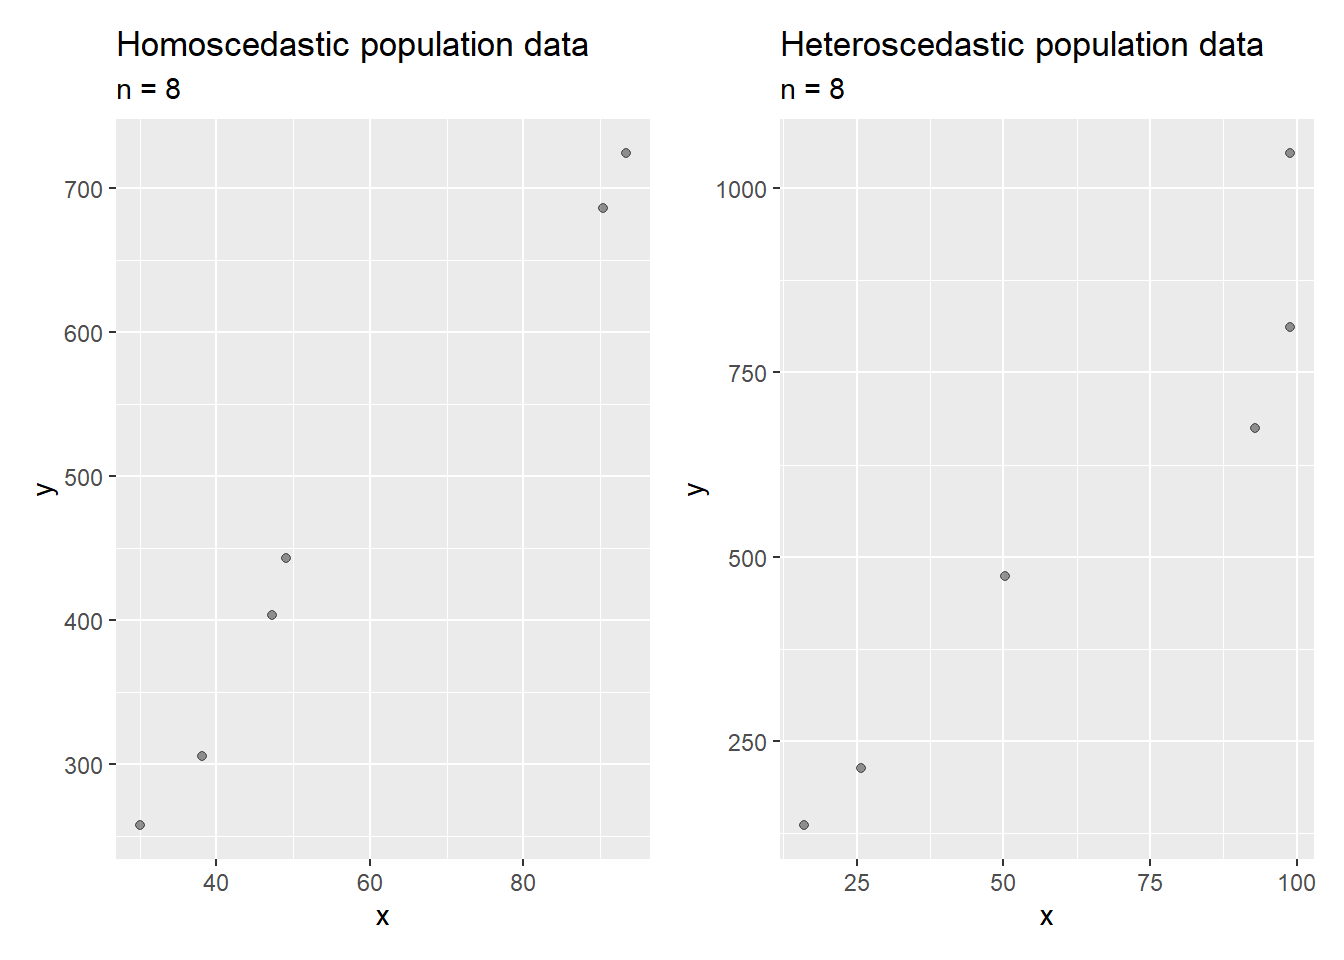 Homoscedastic population data
n = 8
700
600
500
400
300
y
40
60
80
x
Heteroscedastic population data
n = 8
1000
750
500
250
y
25
50
75
100
x